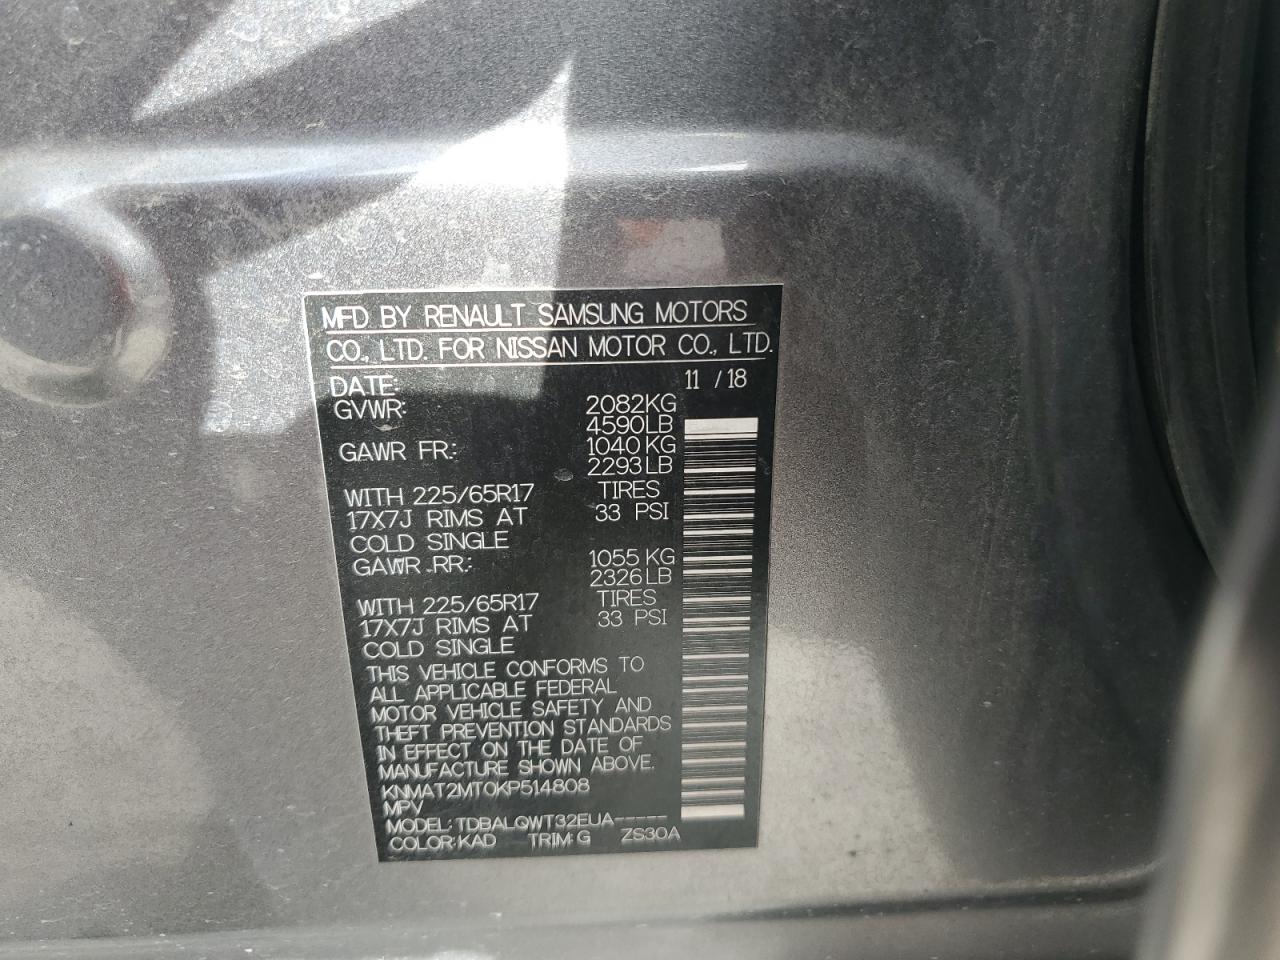 MFD BY RENAULT SAMSUNG MOTORS
CO., LTD. FOR NISSAN MOTOR CO., LTD.
DATE: 11 / 18
GVWR: 2082KG
4590LB
GAWR FR.: 1040 KG
2293LB
WITH 225/65R17 TIRES
17X7J RIMS AT 33 PSI
COLD SINGLE
GAWR RR.: 1055 KG
2326LB
WITH 225/65R17 TIRES
17X7J RIMS AT 33 PSI
COLD SINGLE
THIS VEHICLE CONFORMS TO
ALL APPLICABLE FEDERAL
MOTOR VEHICLE SAFETY AND
THEFT PREVENTION STANDARDS
IN EFFECT ON THE DATE OF
MANUFACTURE SHOWN ABOVE.
KNMAT2MT0KP514808
MPV
MODEL: TDBALQWT32EUA-----
COLOR:KAD TRIM:G ZS30A